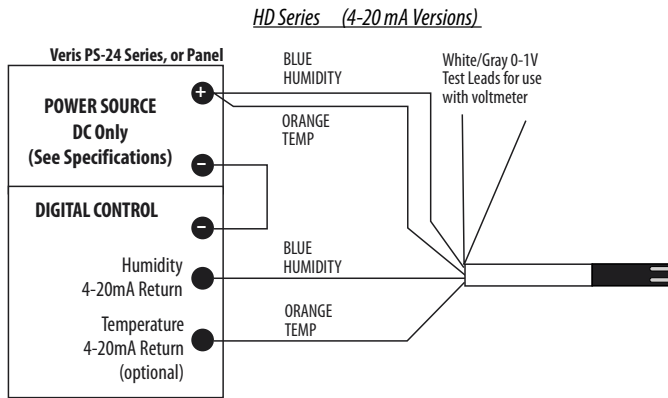 HD Series (4-20 mA Versions)
Veris PS-24 Series, or Panel
POWER SOURCE
DC Only
(See Specifications)
+
−
DIGITAL CONTROL
−
Humidity
4-20mA Return
Temperature
4-20mA Return
(optional)
BLUE
HUMIDITY
ORANGE
TEMP
BLUE
HUMIDITY
ORANGE
TEMP
White/Gray 0-1V
Test Leads for use
with voltmeter